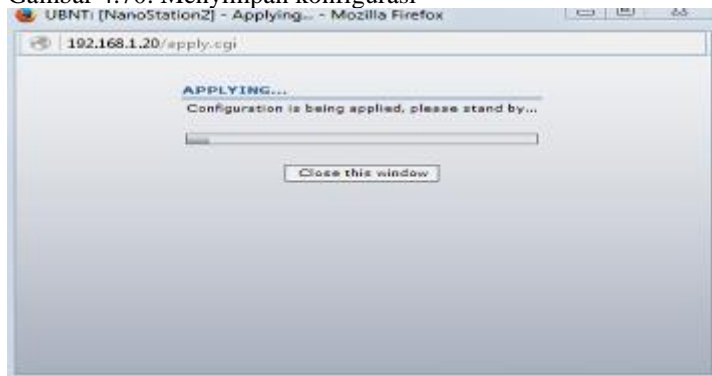 Gambar 4.70. Menyimpan konfigurasi
UBNT: [NanoStation2] - Applying... - Mozilla Firefox
192.168.1.20/apply.cgi
APPLYING...
Configuration is being applied, please stand by...
Close this window